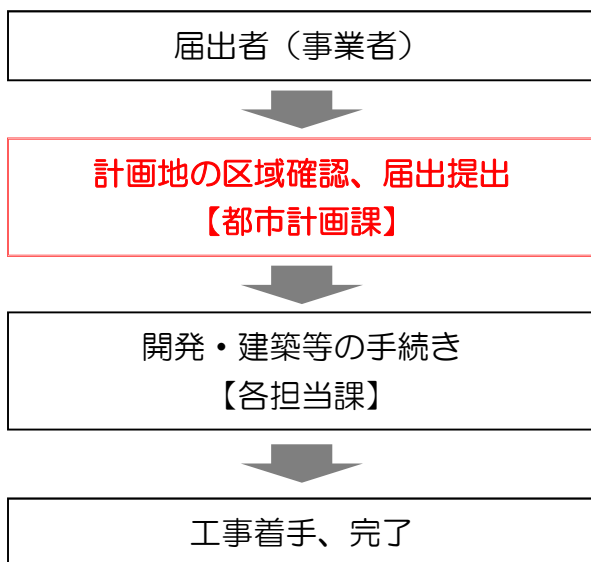 届出者（事業者）
計画地の区域確認、届出提出
【都市計画課】
開発・建築等の手続き
【各担当課】
工事着手、完了